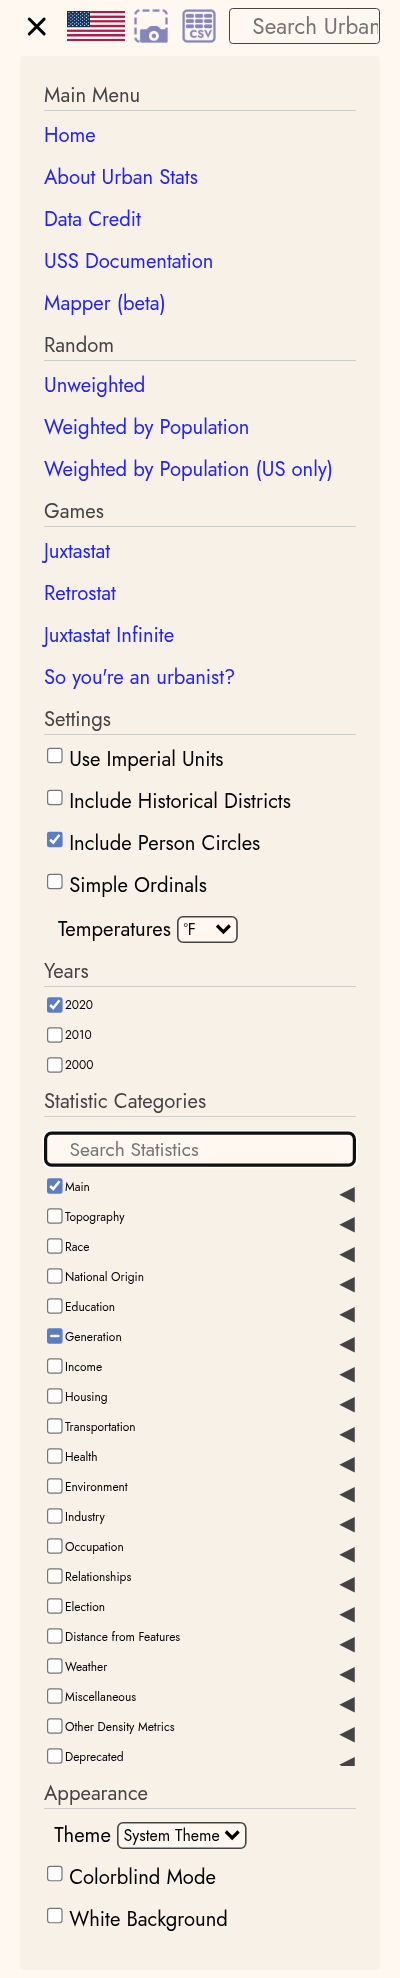 CSV
Search Urban
Main Menu
Home
About Urban Stats
Data Credit
USS Documentation
Mapper (beta)
Random
Unweighted
Weighted by Population
Weighted by Population (US only)
Games
Juxtastat
Retrostat
Juxtastat Infinite
So you're an urbanist?
Settings
Use Imperial Units
Include Historical Districts
Include Person Circles
Simple Ordinals
Temperatures °F
Years
2020
2010
2000
Statistic Categories
Search Statistics
Main
Topography
Race
National Origin
Education
Generation
Income
Housing
Transportation
Health
Environment
Industry
Occupation
Relationships
Election
Distance from Features
Weather
Miscellaneous
Other Density Metrics
Deprecated
Appearance
Theme System Theme
Colorblind Mode
White Background